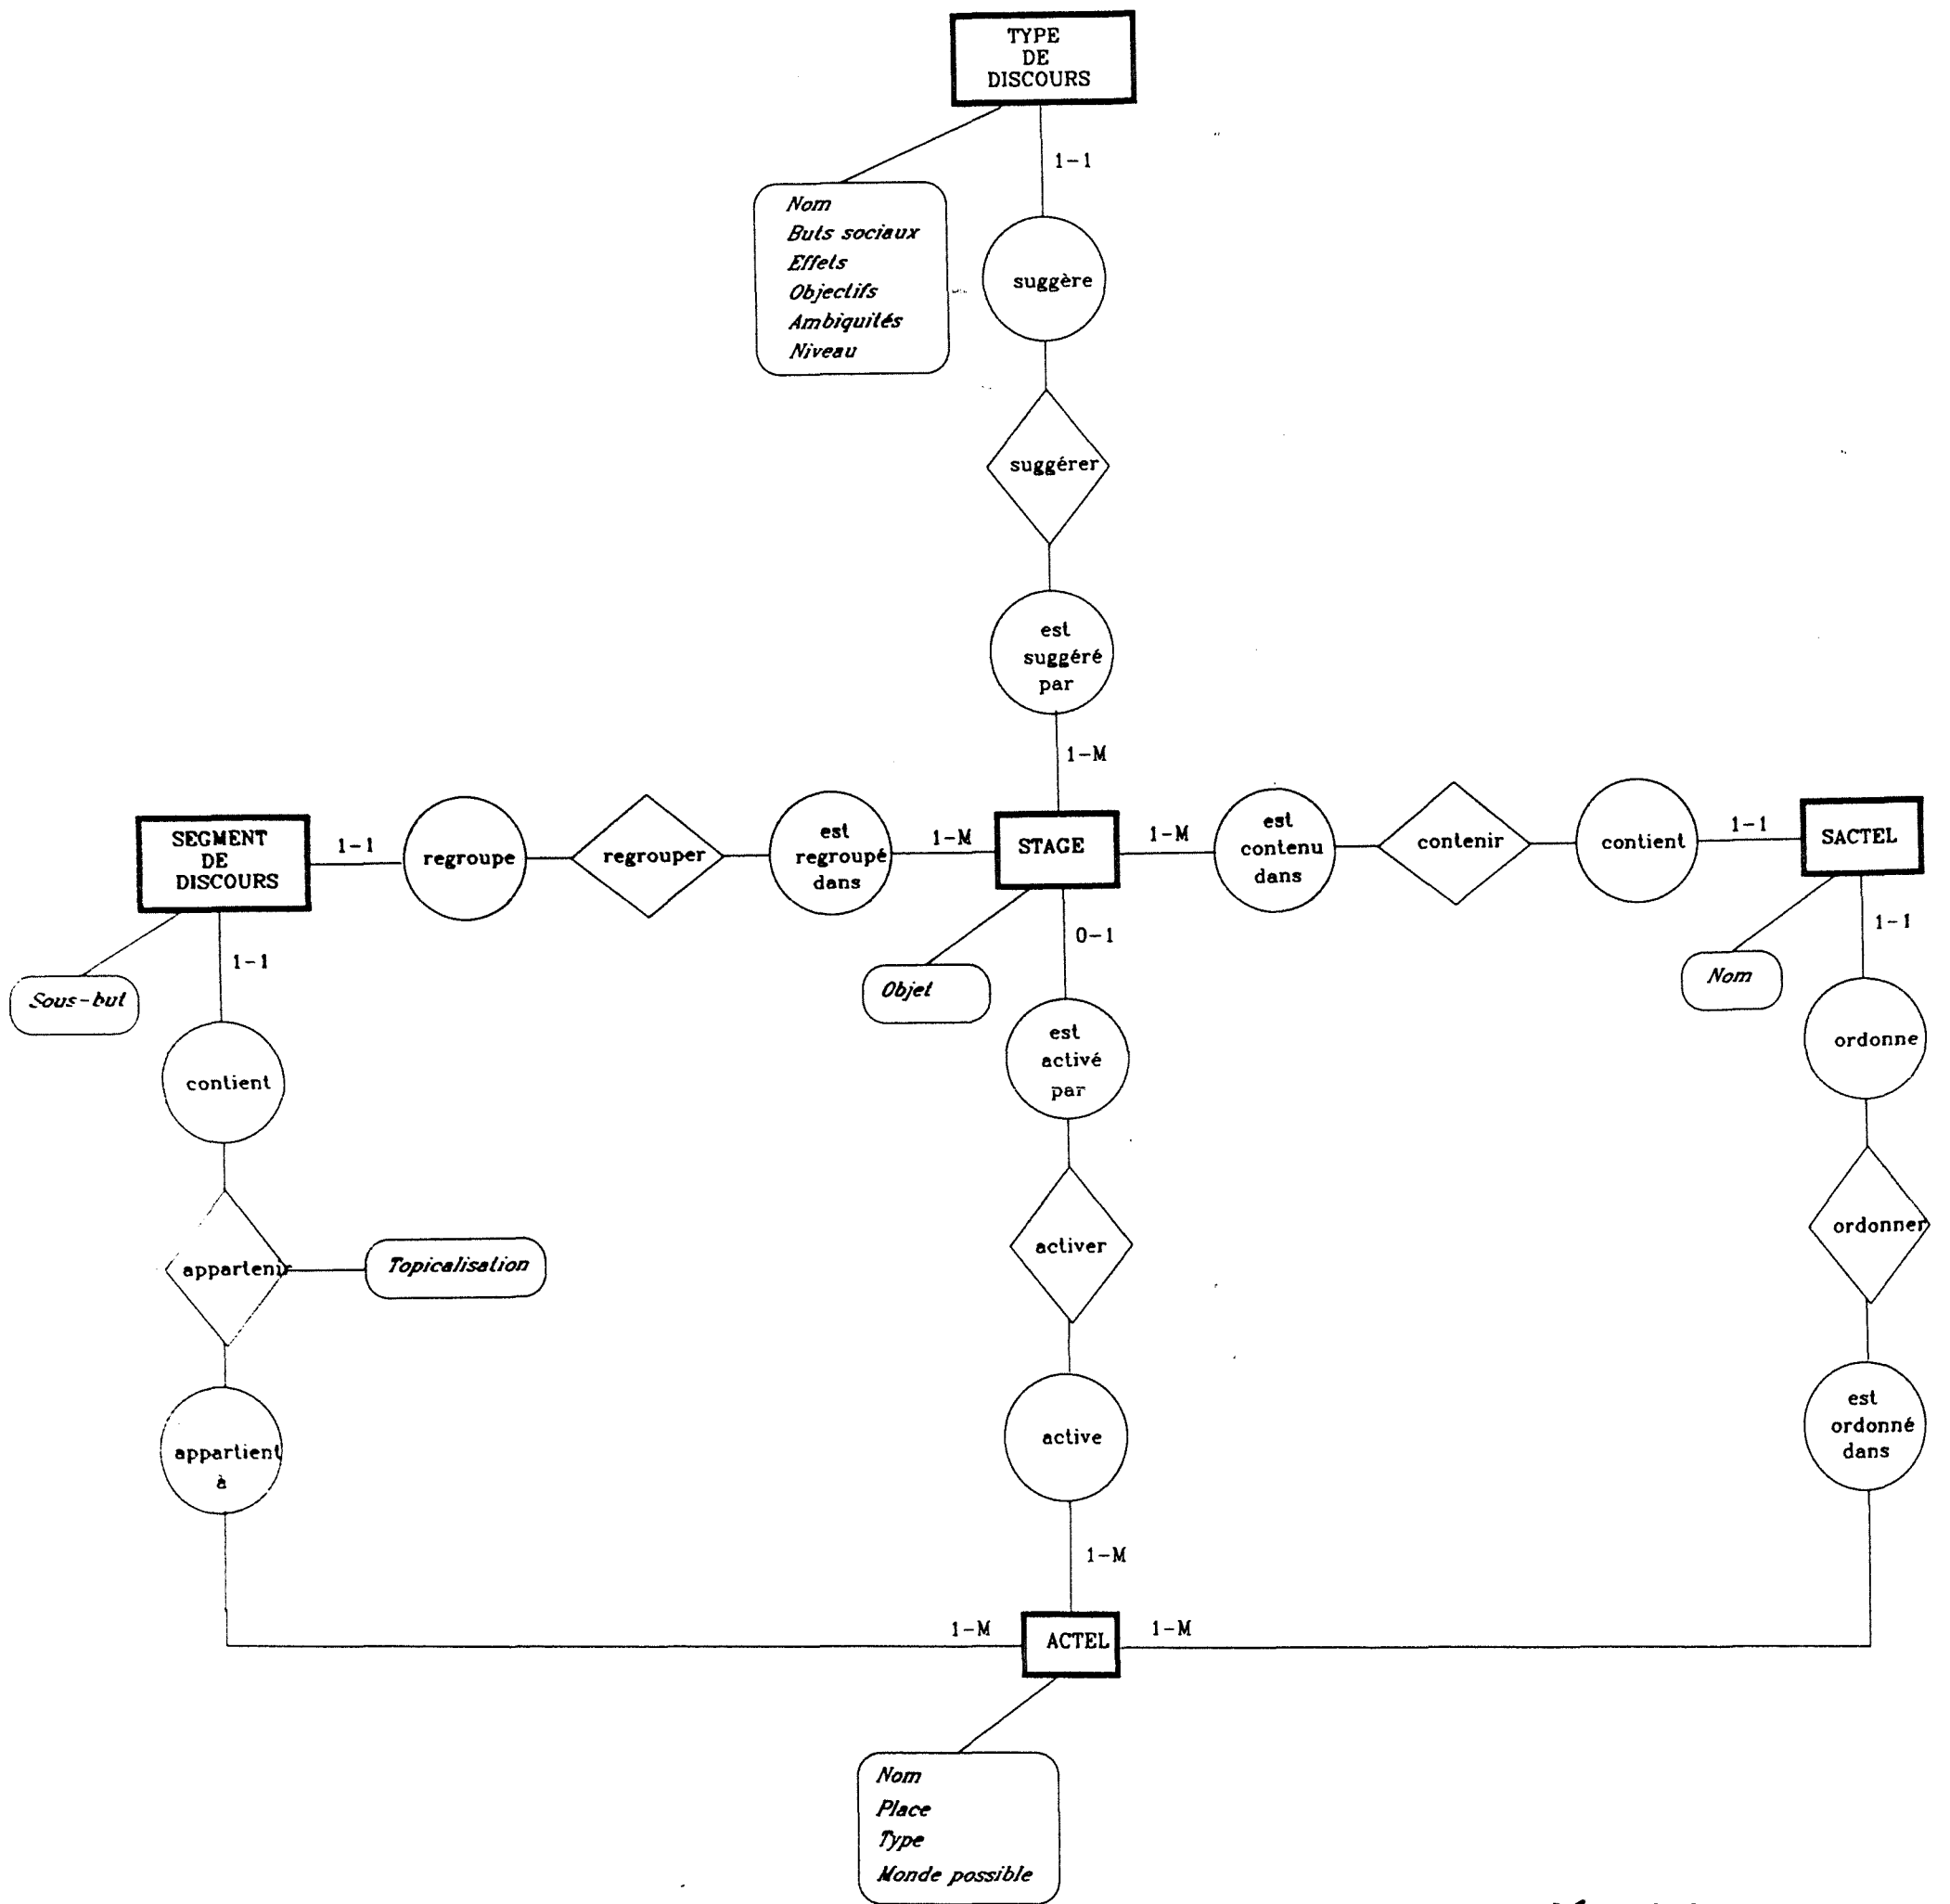 TYPE
DE
DISCOURS
1-1
Nom
Buts sociaux
Effets
Objectifs
Ambiquités
Niveau
suggère
suggérer
est
suggéré
par
1-M
SEGMENT
DE
DISCOURS
1-1
regroupe
regrouper
est
regroupé
dans
1-M
STAGE
1-M
est
contenu
dans
contenir
contient
1-1
SACTEL
1-1
Sous-but
0-1
Objet
1-1
Nom
contient
est
activé
par
ordonne
appartenir
Topicalisation
activer
ordonner
appartient
à
active
est
ordonné
dans
1-M
1-M
ACTEL
1-M
Nom
Place
Type
Monde possible